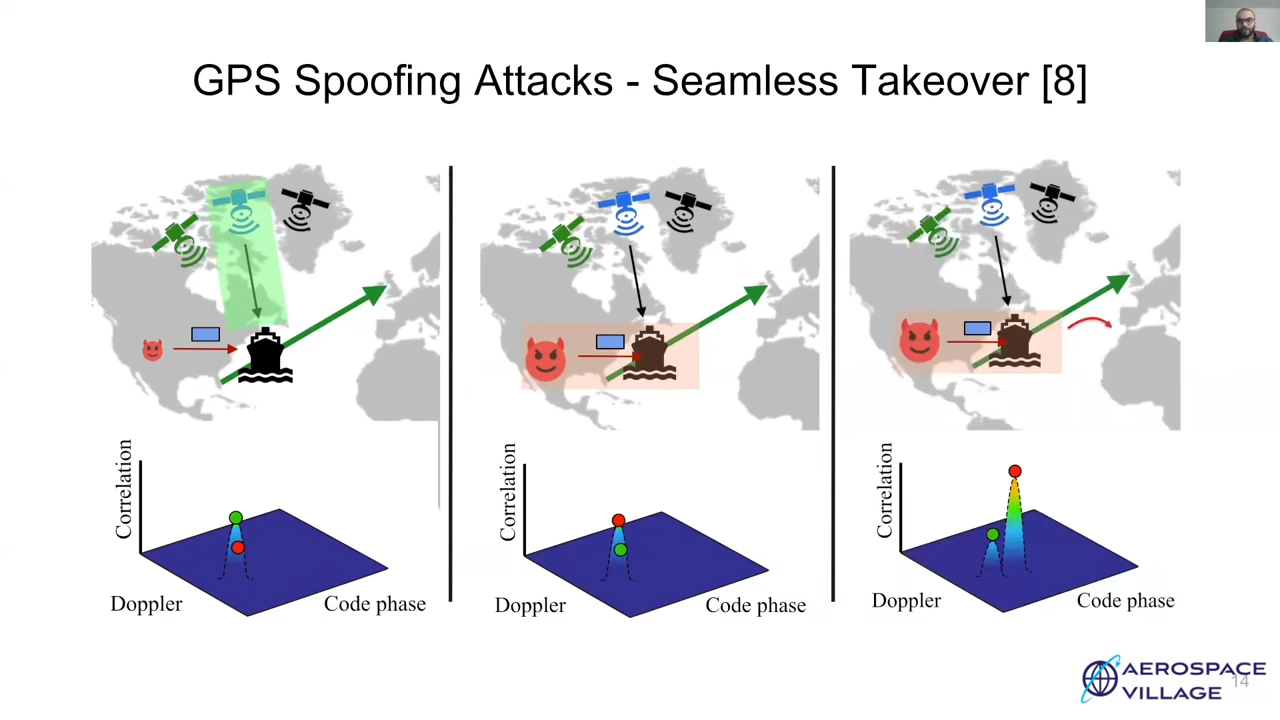 GPS Spoofing Attacks - Seamless Takeover [8]
Correlation
Doppler
Code phase
Correlation
Doppler
Code phase
Correlation
Doppler
Code phase
AEROSPACE
VILLAGE
14